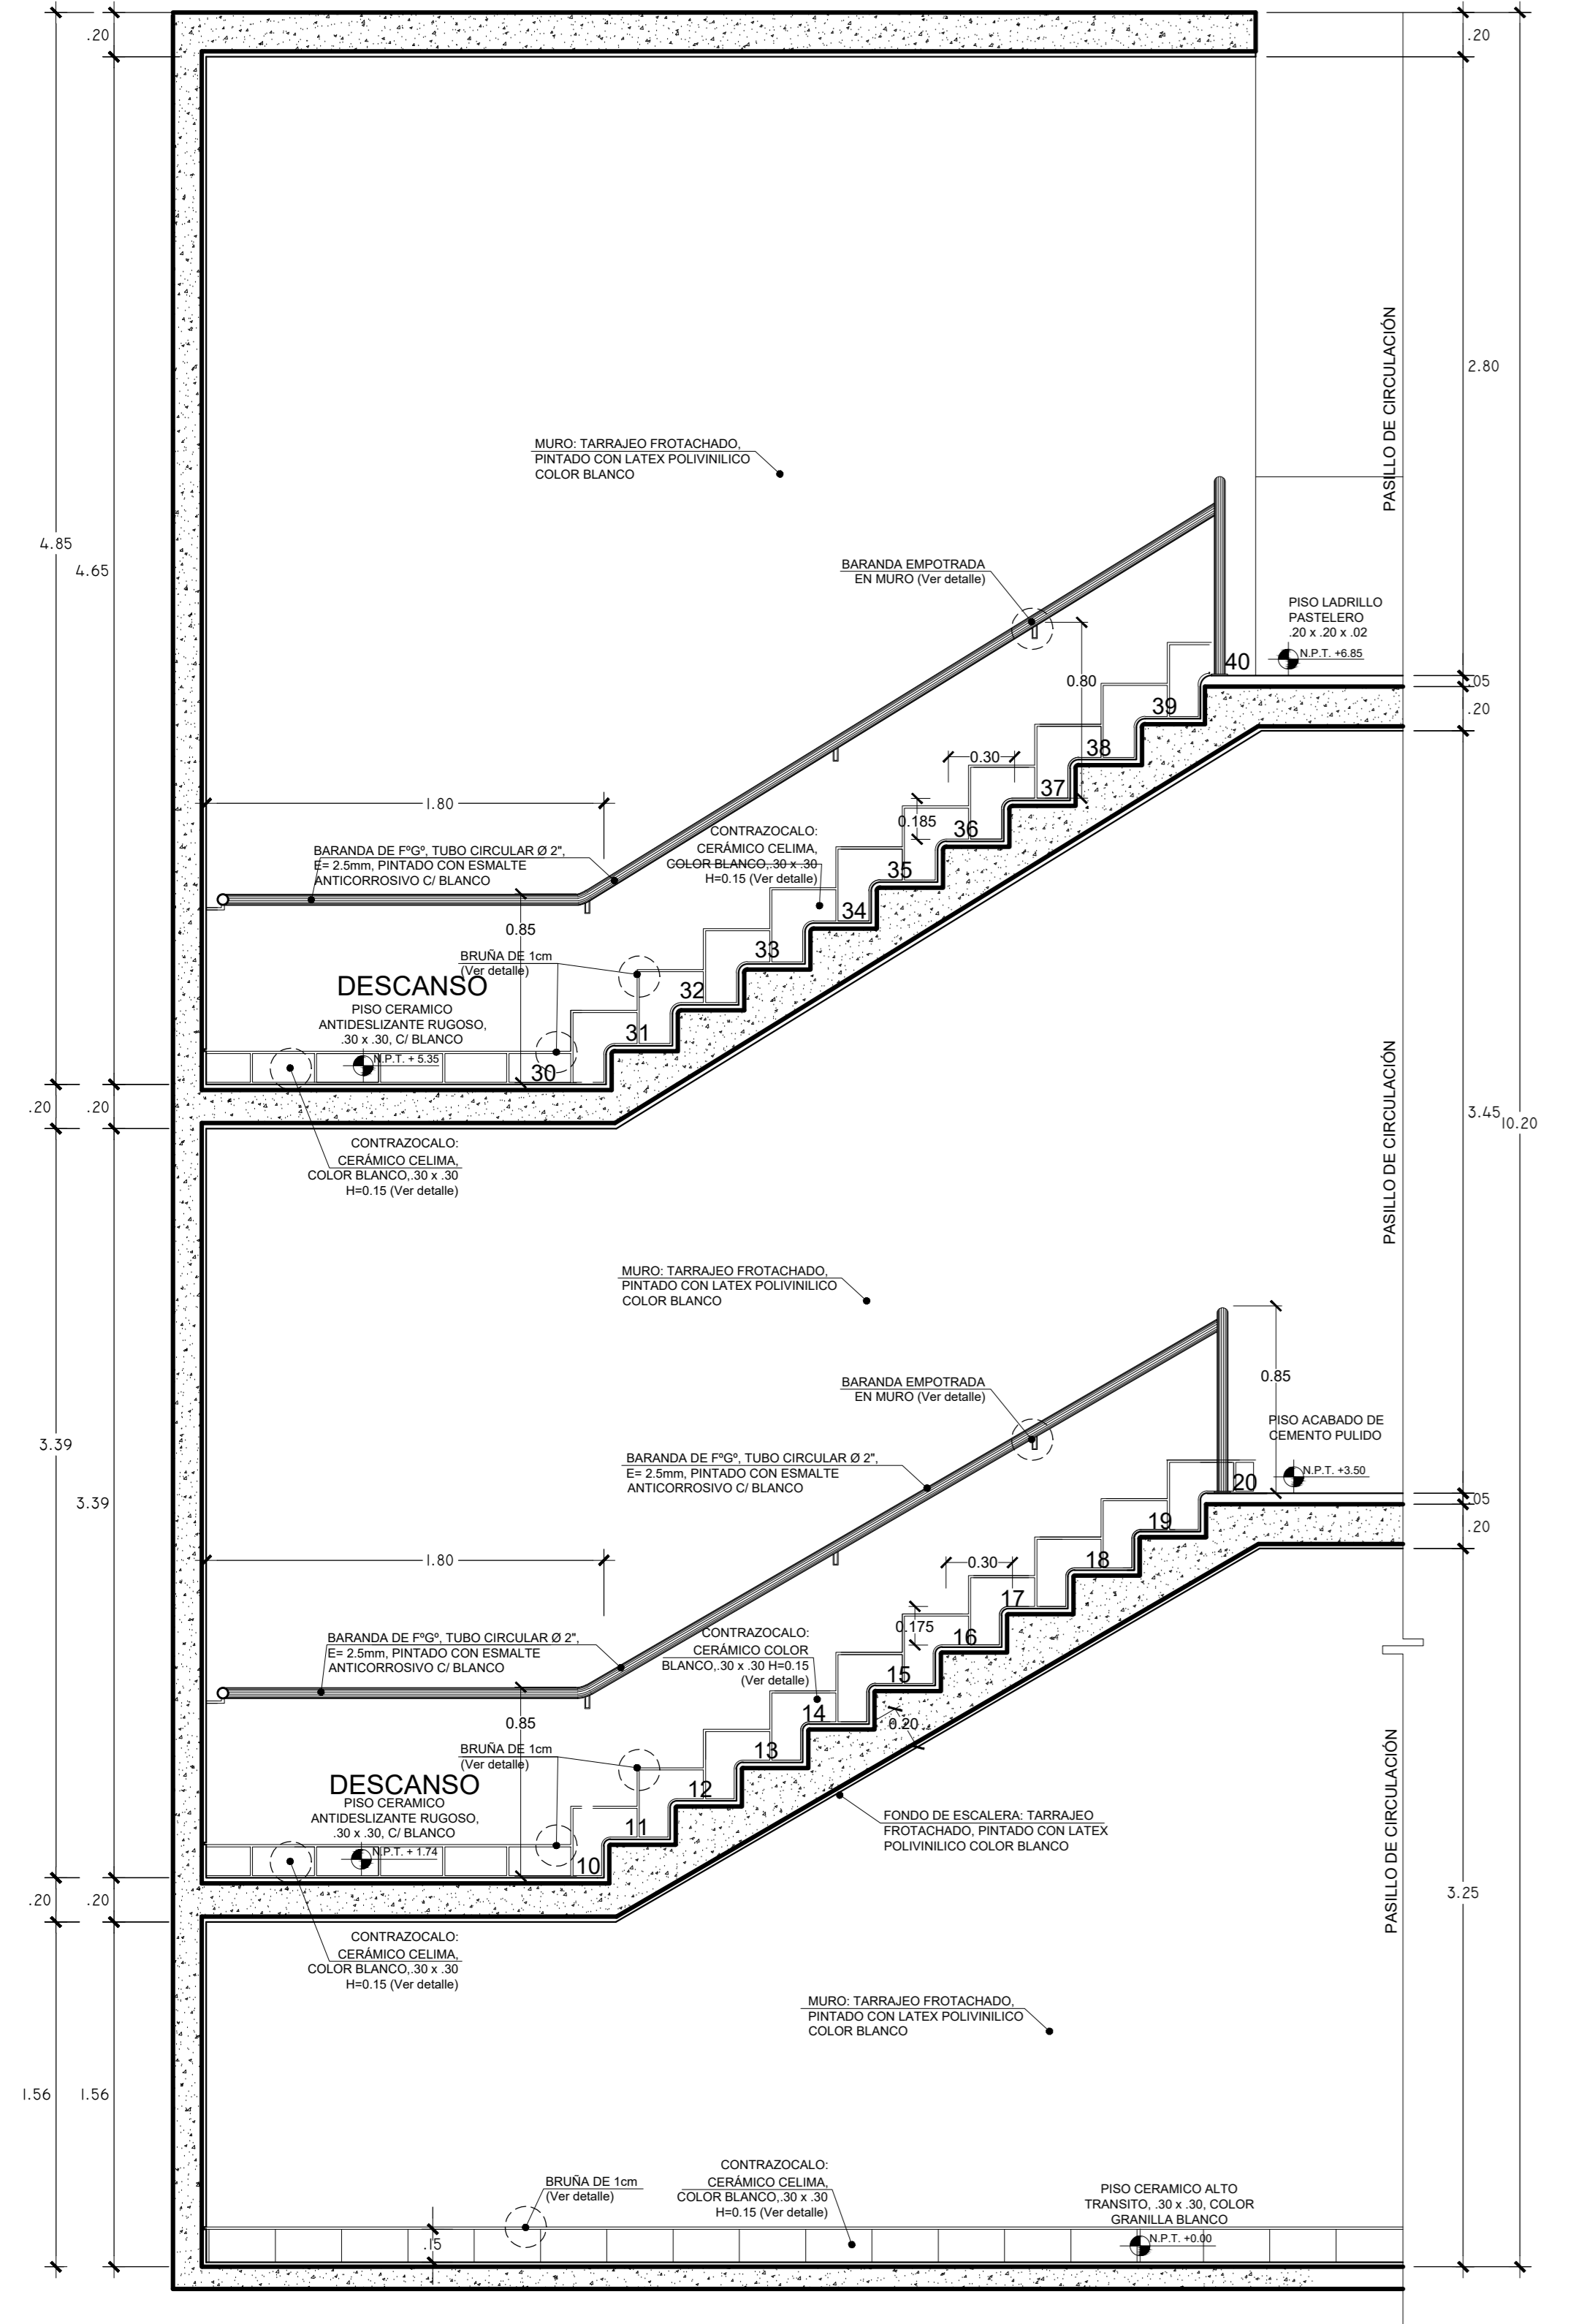 .20
.20
2.80
PASILLO DE CIRCULACIÓN
MURO: TARRAJEO FROTACHADO,
PINTADO CON LATEX POLIVINILICO
COLOR BLANCO
4.85
4.65
BARANDA EMPOTRADA
EN MURO (Ver detalle)
PISO LADRILLO
PASTELERO
.20 x .20 x .02
N.P.T. +6.85
40
0.80
.05
.20
39
38
0.30
37
1.80
0.185
36
CONTRAZOCALO:
CERÁMICO CELIMA,
COLOR BLANCO,.30 x .30
H=0.15 (Ver detalle)
BARANDA DE FºGº, TUBO CIRCULAR Ø 2",
E= 2.5mm, PINTADO CON ESMALTE
ANTICORROSIVO C/ BLANCO
35
34
0.85
33
BRUÑA DE 1cm
(Ver detalle)
DESCANSO
PISO CERAMICO
ANTIDESLIZANTE RUGOSO,
.30 x .30, C/ BLANCO
N.P.T. + 5.35
32
31
30
.20
.20
3.45
10.20
PASILLO DE CIRCULACIÓN
CONTRAZOCALO:
CERÁMICO CELIMA,
COLOR BLANCO,.30 x .30
H=0.15 (Ver detalle)
MURO: TARRAJEO FROTACHADO,
PINTADO CON LATEX POLIVINILICO
COLOR BLANCO
BARANDA EMPOTRADA
EN MURO (Ver detalle)
0.85
PISO ACABADO DE
CEMENTO PULIDO
N.P.T. +3.50
3.39
3.39
BARANDA DE FºGº, TUBO CIRCULAR Ø 2",
E= 2.5mm, PINTADO CON ESMALTE
ANTICORROSIVO C/ BLANCO
20
.05
.20
19
18
0.30
1.80
17
0.175
16
CONTRAZOCALO:
CERÁMICO COLOR
BLANCO,.30 x .30 H=0.15
(Ver detalle)
BARANDA DE FºGº, TUBO CIRCULAR Ø 2",
E= 2.5mm, PINTADO CON ESMALTE
ANTICORROSIVO C/ BLANCO
15
14
0.20
0.85
13
BRUÑA DE 1cm
(Ver detalle)
DESCANSO
PISO CERAMICO
ANTIDESLIZANTE RUGOSO,
.30 x .30, C/ BLANCO
N.P.T. + 1.74
12
11
10
FONDO DE ESCALERA: TARRAJEO
FROTACHADO, PINTADO CON LATEX
POLIVINILICO COLOR BLANCO
PASILLO DE CIRCULACIÓN
3.25
.20
.20
CONTRAZOCALO:
CERÁMICO CELIMA,
COLOR BLANCO,.30 x .30
H=0.15 (Ver detalle)
MURO: TARRAJEO FROTACHADO,
PINTADO CON LATEX POLIVINILICO
COLOR BLANCO
1.56
1.56
BRUÑA DE 1cm
(Ver detalle)
.15
CONTRAZOCALO:
CERÁMICO CELIMA,
COLOR BLANCO,.30 x .30
H=0.15 (Ver detalle)
PISO CERAMICO ALTO
TRANSITO, .30 x .30, COLOR
GRANILLA BLANCO
N.P.T. +0.00